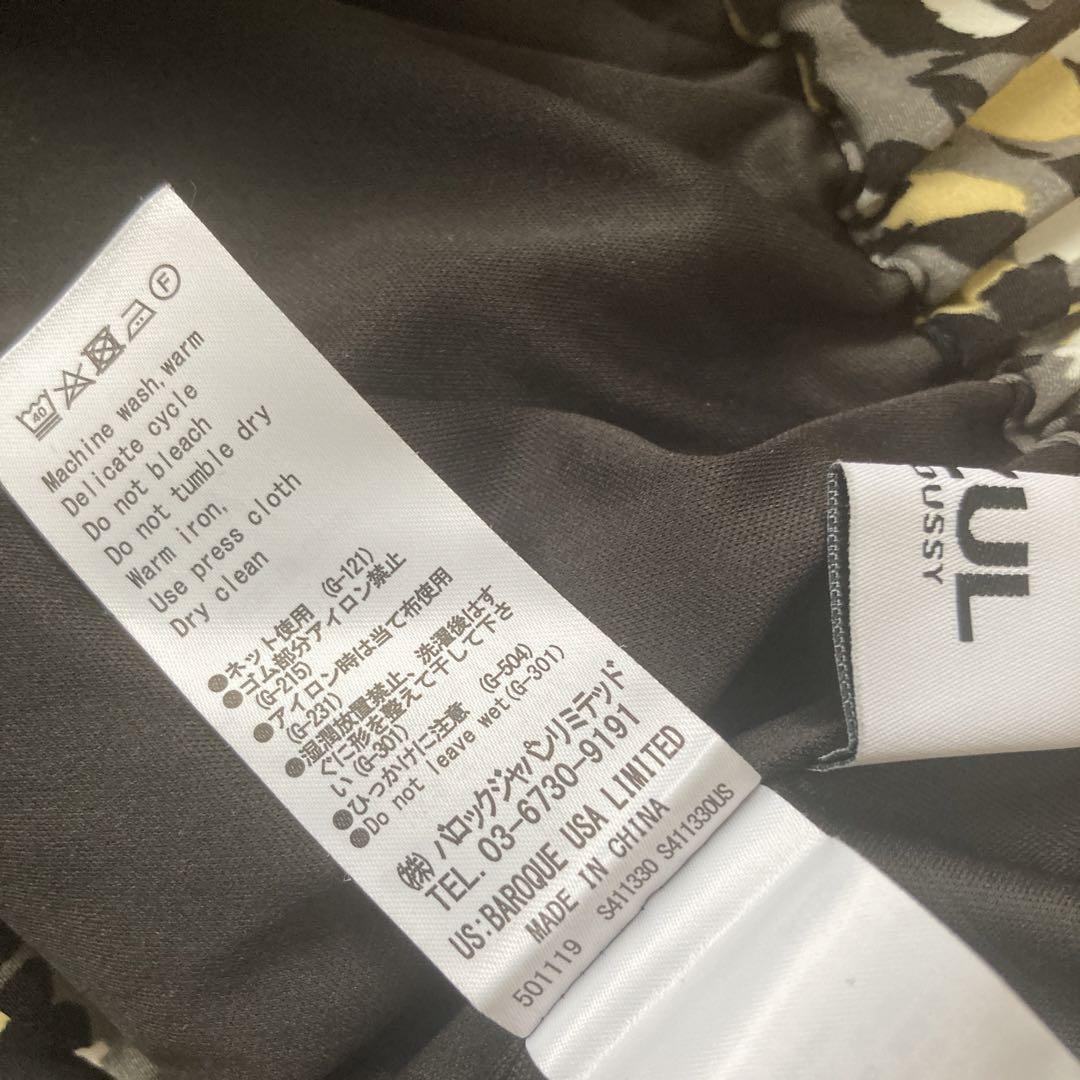 40
F
Machine wash, warm
Delicate cycle
Do not bleach
Do not tumble dry
Warm iron,
Use press cloth
Dry clean
●ネット使用 (G-121)
●ゴム部分アイロン禁止
(G-215)
●アイロン時は当て布使用
(G-231)
●湿潤放置禁止、洗濯後はす
ぐに形を整えて干して下さ
い(G-301)
●ひっかけに注意 (G-504)
●Do not leave wet(G-301)
(株)バロックジャパンリミテッド
TEL. 03-6730-9191
US:BAROQUE USA LIMITED
MADE IN CHINA
501119 S411330 S411330US
UL
USSY